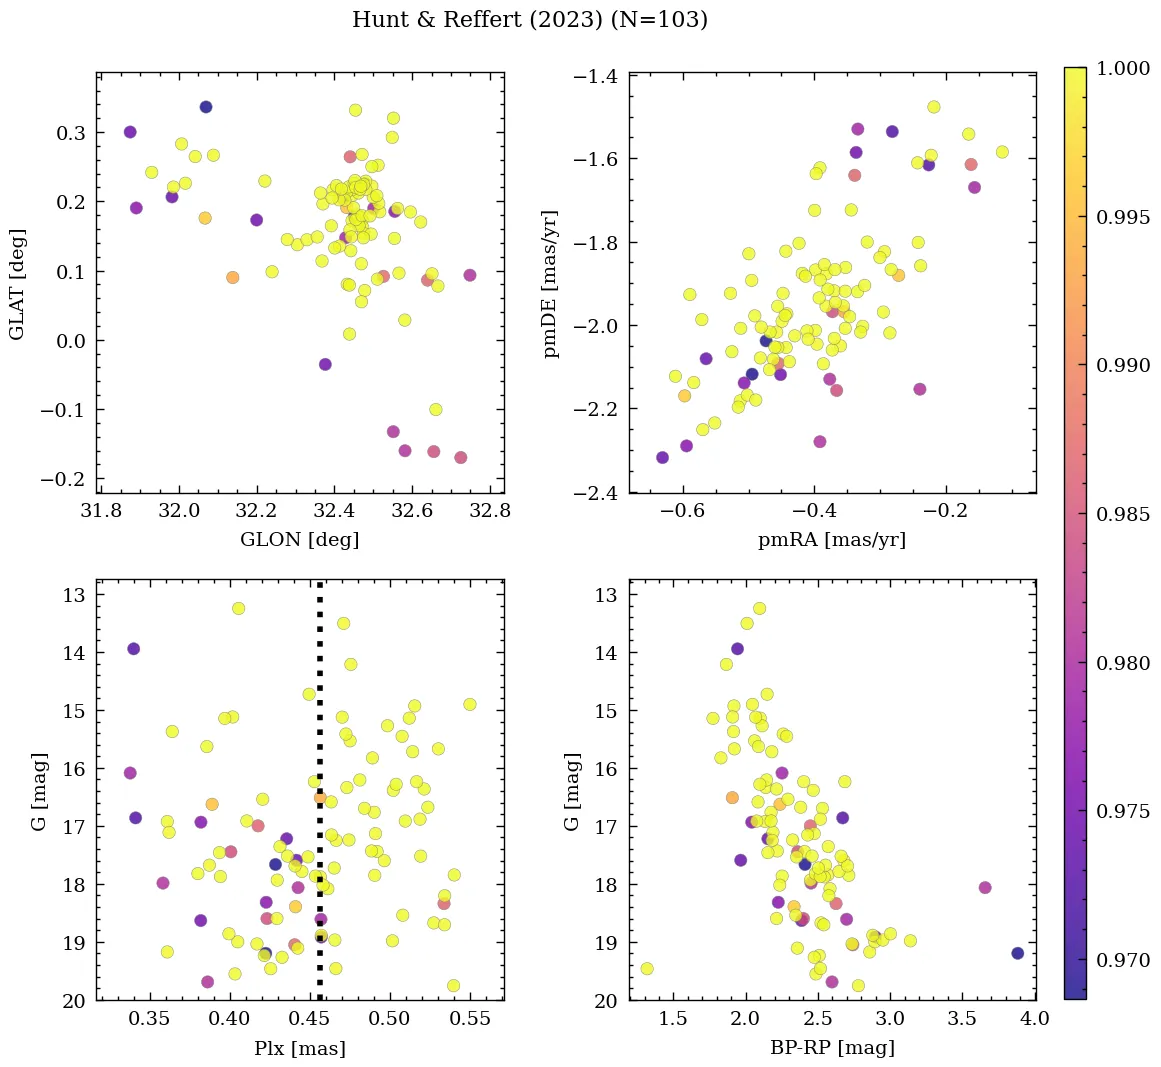 Hunt & Reffert (2023) (N=103)
0.3
0.2
0.1
0.0
−0.1
−0.2
GLAT [deg]
31.8 32.0 32.2 32.4 32.6 32.8
GLON [deg]
−1.4
−1.6
−1.8
−2.0
−2.2
−2.4
pmDE [mas/yr]
−0.6 −0.4 −0.2
pmRA [mas/yr]
13
14
15
16
17
18
19
20
G [mag]
0.35 0.40 0.45 0.50 0.55
Plx [mas]
13
14
15
16
17
18
19
20
G [mag]
1.5 2.0 2.5 3.0 3.5 4.0
BP-RP [mag]
1.000
0.995
0.990
0.985
0.980
0.975
0.970